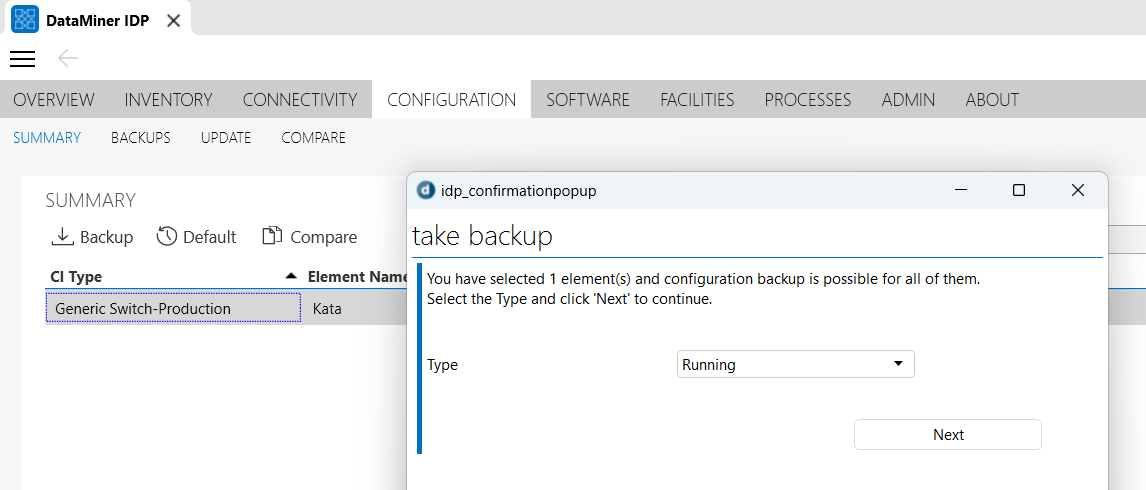 DataMiner IDP
OVERVIEW INVENTORY CONNECTIVITY CONFIGURATION SOFTWARE FACILITIES PROCESSES ADMIN ABOUT
SUMMARY BACKUPS UPDATE COMPARE
SUMMARY
Backup Default Compare
CI Type Element Name
Generic Switch-Production Kata
idp_confirmationpopup
take backup
You have selected 1 element(s) and configuration backup is possible for all of them.
Select the Type and click 'Next' to continue.
Type Running
Next